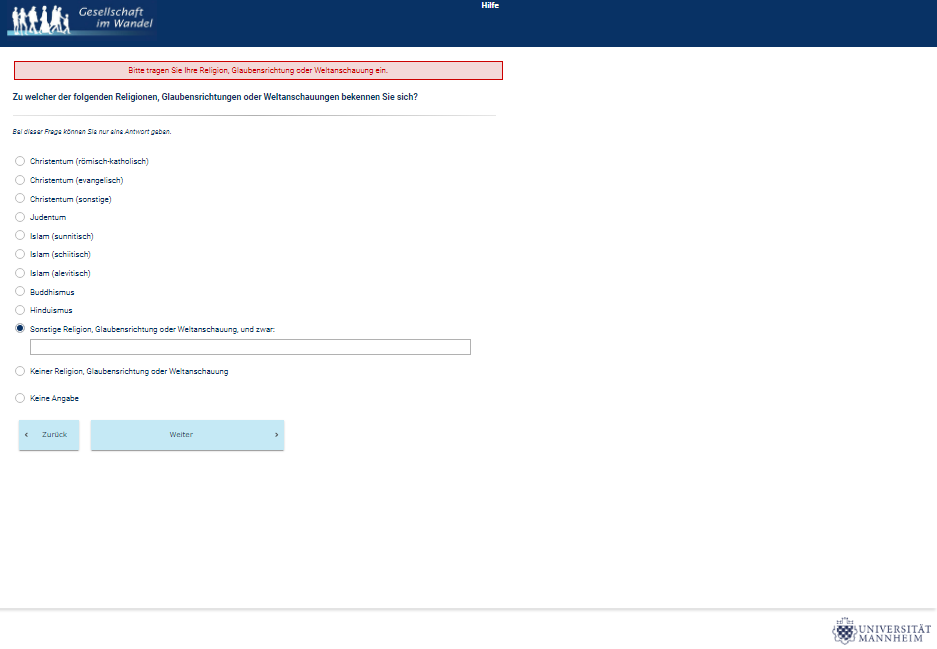 Gesellschaft
im Wandel
Hilfe
Bitte tragen Sie Ihre Religion, Glaubensrichtung oder Weltanschauung ein.
Zu welcher der folgenden Religionen, Glaubensrichtungen oder Weltanschauungen bekennen Sie sich?
Bei dieser Frage können Sie nur eine Antwort geben.
Christentum (römisch-katholisch)
Christentum (evangelisch)
Christentum (sonstige)
Judentum
Islam (sunnitisch)
Islam (schiitisch)
Islam (alevitisch)
Buddhismus
Hinduismus
Sonstige Religion, Glaubensrichtung oder Weltanschauung, und zwar:
Keiner Religion, Glaubensrichtung oder Weltanschauung
Keine Angabe
‹ Zurück
Weiter ›
UNIVERSITÄT
MANNHEIM